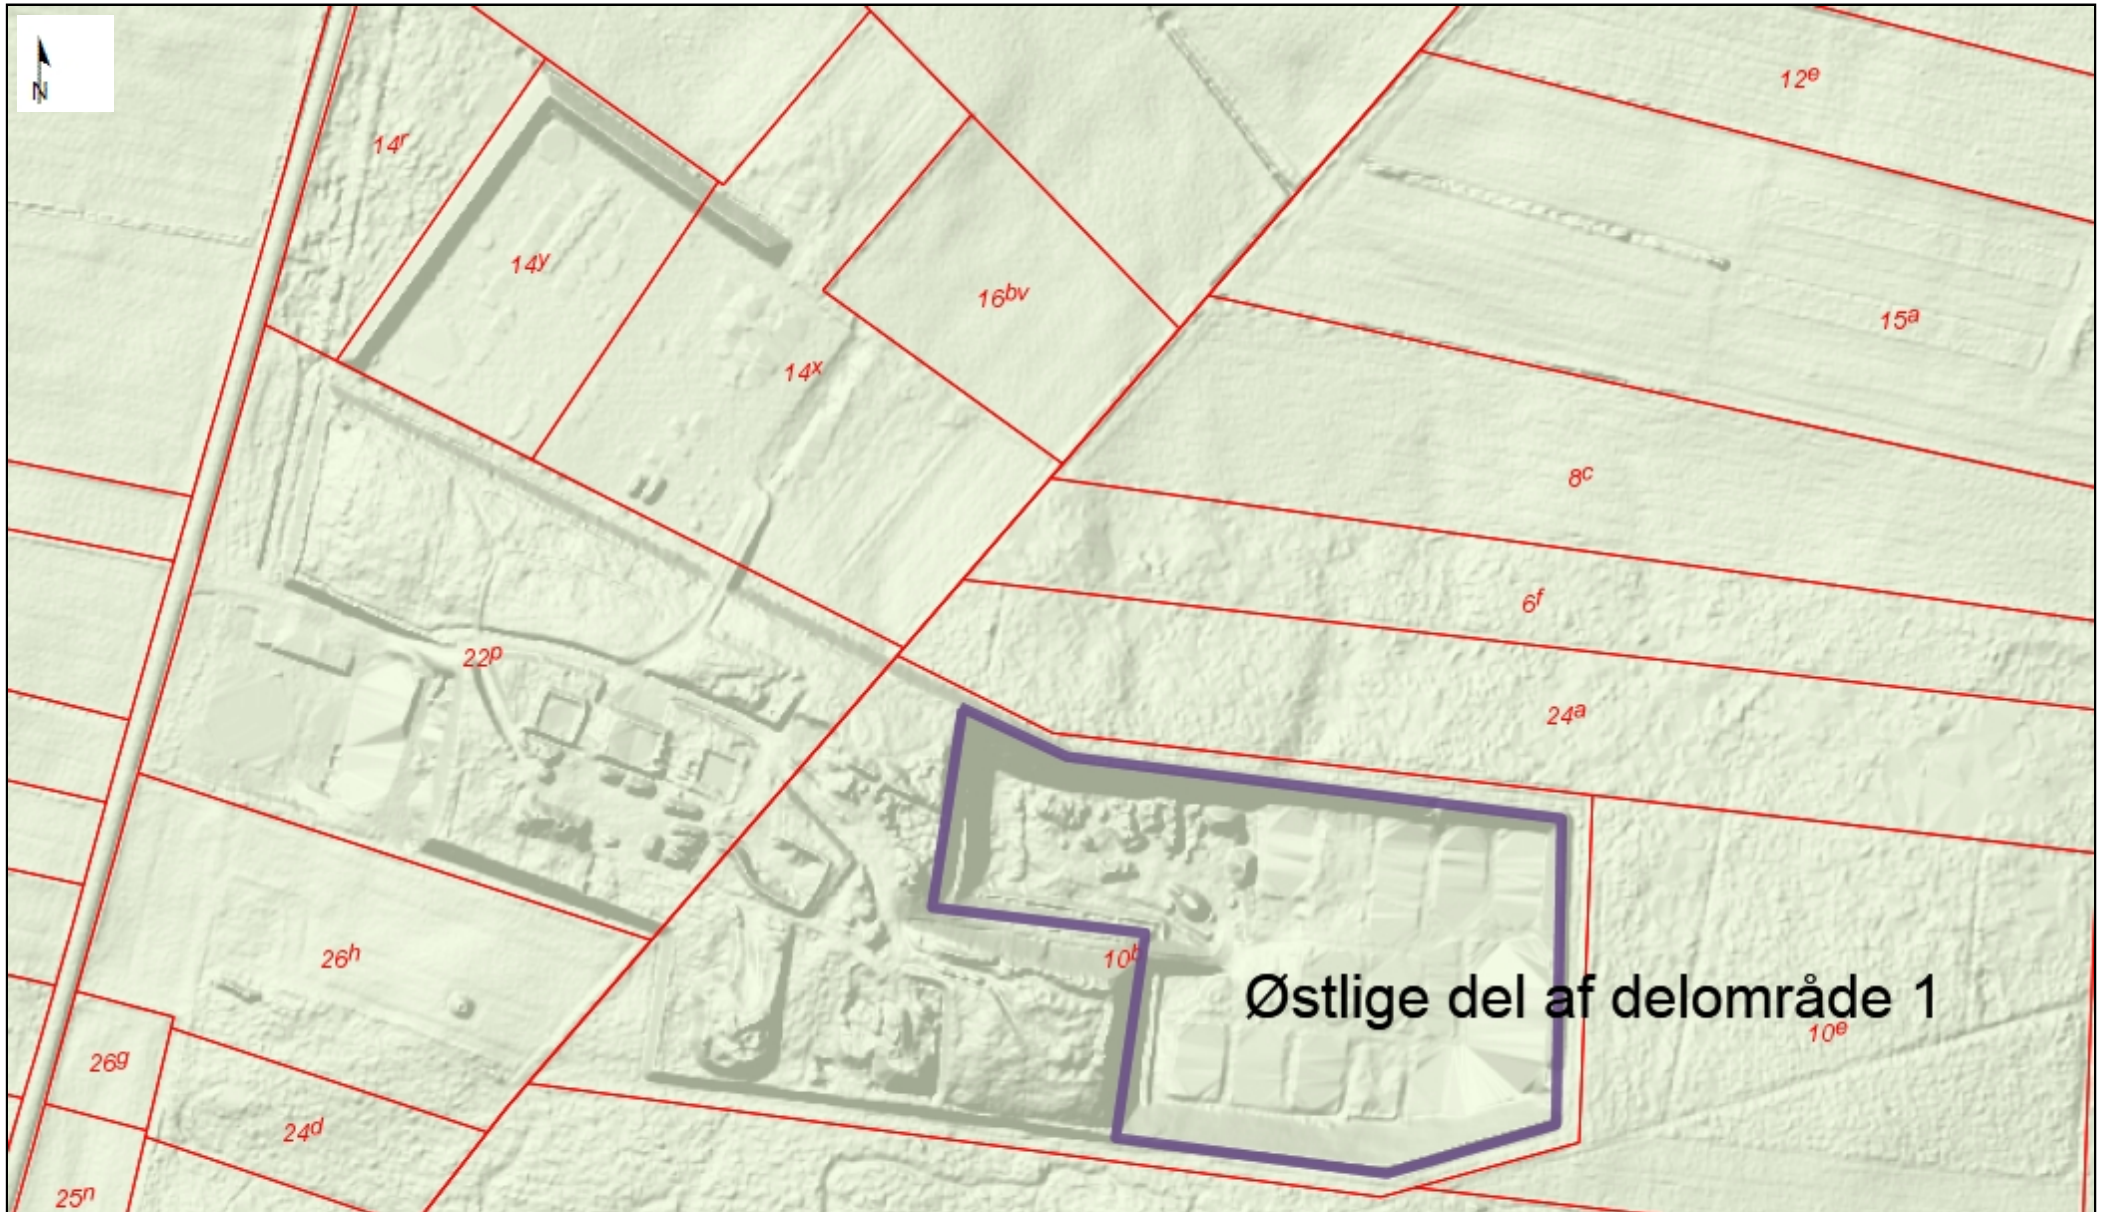 N
12e
14r
14y
16bv
15a
14x
8c
6f
22p
24a
26h
10b
Østlige del af delområde 1
10e
26g
24d
25n